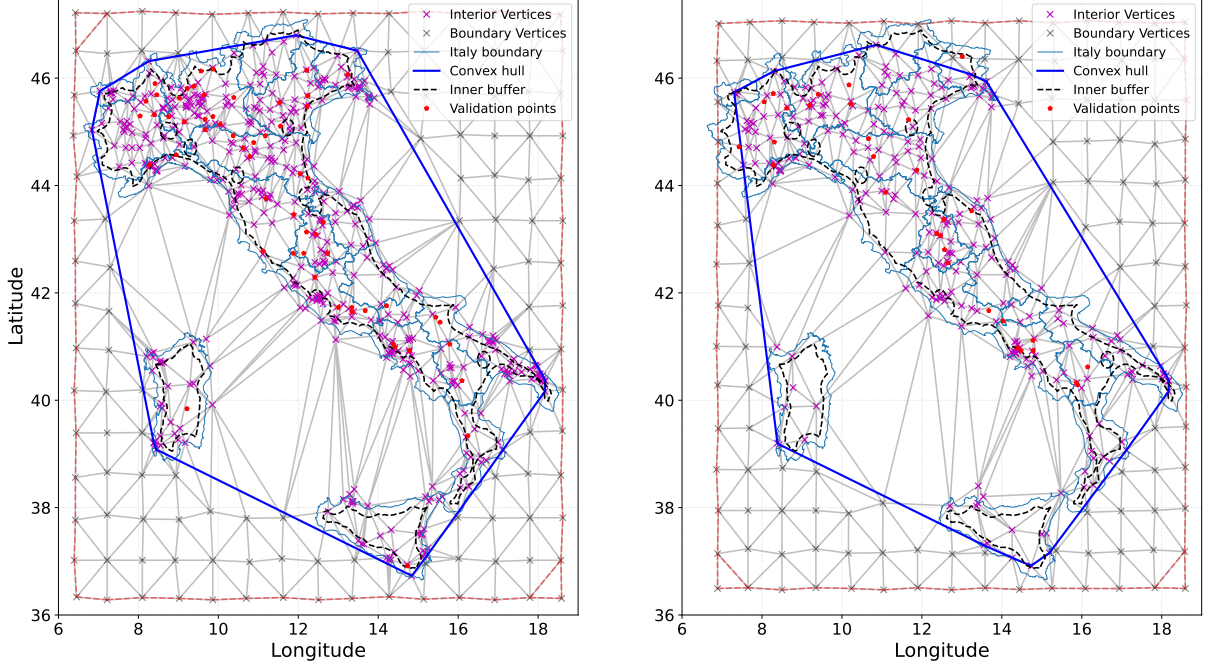 Interior Vertices
Boundary Vertices
Italy boundary
Convex hull
Inner buffer
Validation points
46
44
42
40
38
36
6
8
10
12
14
16
18
Latitude
Longitude
Interior Vertices
Boundary Vertices
Italy boundary
Convex hull
Inner buffer
Validation points
46
44
42
40
38
36
6
8
10
12
14
16
18
Longitude